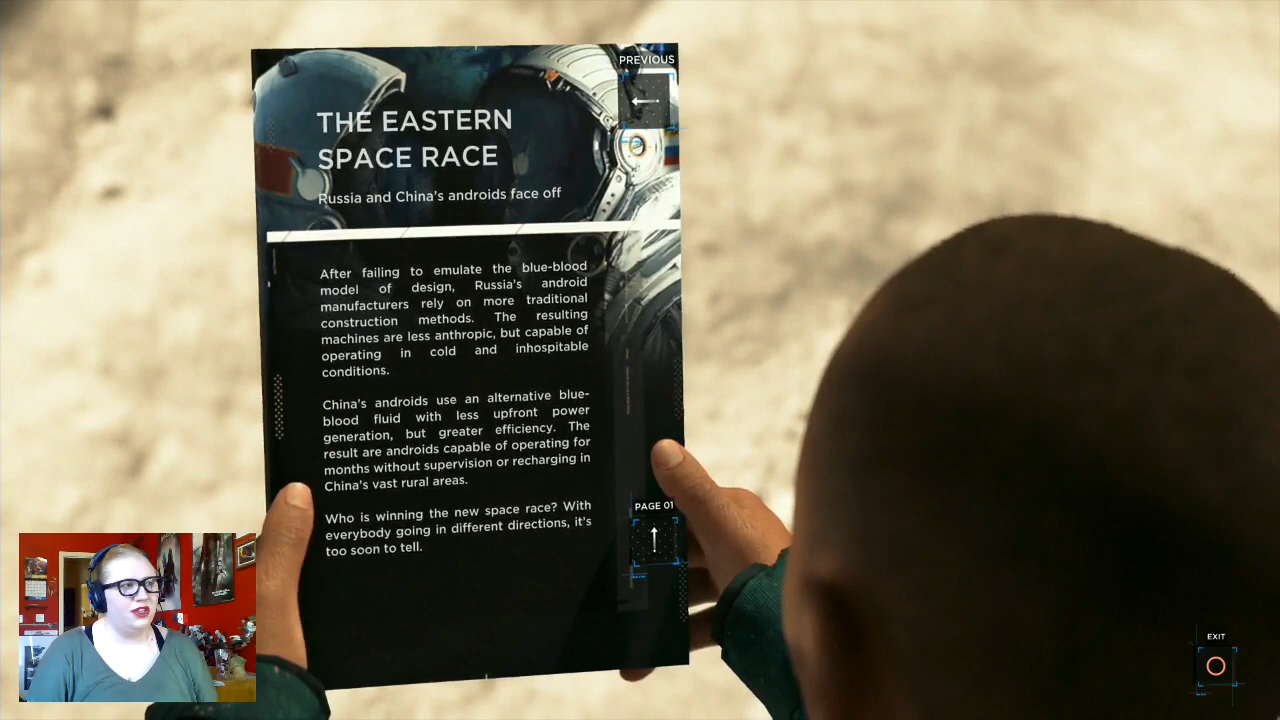 PREVIOUS
THE EASTERN
SPACE RACE
Russia and China's androids face off
After failing to emulate the blue-blood
model of design, Russia's android
manufacturers rely on more traditional
construction methods. The resulting
machines are less anthropic, but capable of
operating in cold and inhospitable
conditions.
China's androids use an alternative blue-
blood fluid with less upfront power
generation, but greater efficiency. The
result are androids capable of operating for
months without supervision or recharging in
China's vast rural areas.
Who is winning the new space race? With
everybody going in different directions, it's
too soon to tell.
PAGE 01
EXIT